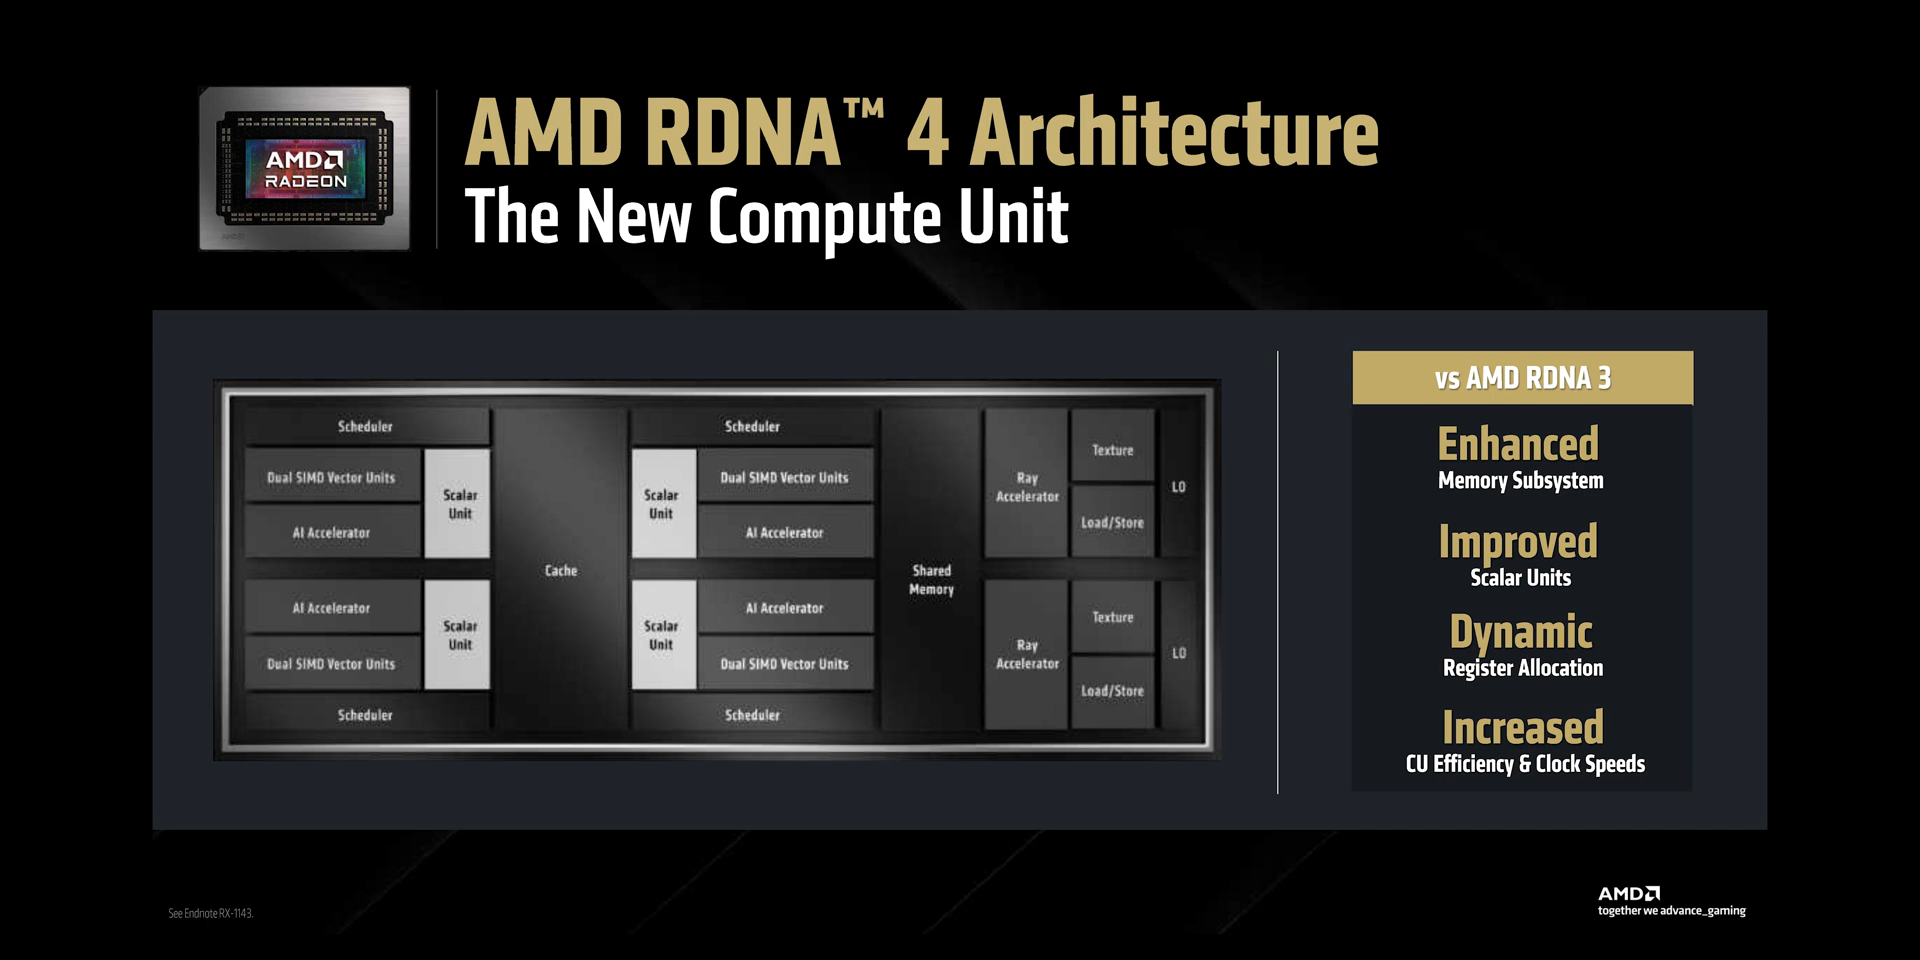 AMD
RADEON
AMD RDNA™ 4 Architecture
The New Compute Unit
Scheduler
Dual SIMD Vector Units
AI Accelerator
Scalar
Unit
AI Accelerator
Dual SIMD Vector Units
Scalar
Unit
Scheduler
Cache
Scheduler
Scalar
Unit
Dual SIMD Vector Units
AI Accelerator
Scalar
Unit
AI Accelerator
Dual SIMD Vector Units
Scheduler
Shared
Memory
Ray
Accelerator
Texture
Load/Store
L0
Ray
Accelerator
Texture
Load/Store
L0
vs AMD RDNA 3
Enhanced
Memory Subsystem
Improved
Scalar Units
Dynamic
Register Allocation
Increased
CU Efficiency & Clock Speeds
See Endnote RX-1143.
AMD
together we advance_gaming